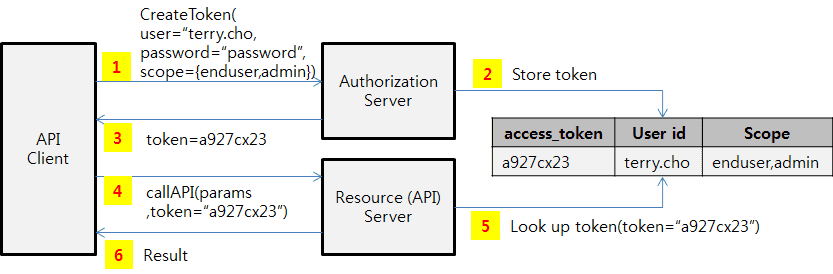 CreateToken(
user=“terry.cho,
password=“password”,
scope={enduser,admin})
1
API
Client
Authorization
Server
2 Store token
3 token=a927cx23
access_token User id Scope
a927cx23 terry.cho enduser,admin
4 callAPI(params
,token=“a927cx23”)
Resource (API)
Server
5 Look up token(token=“a927cx23”)
6 Result